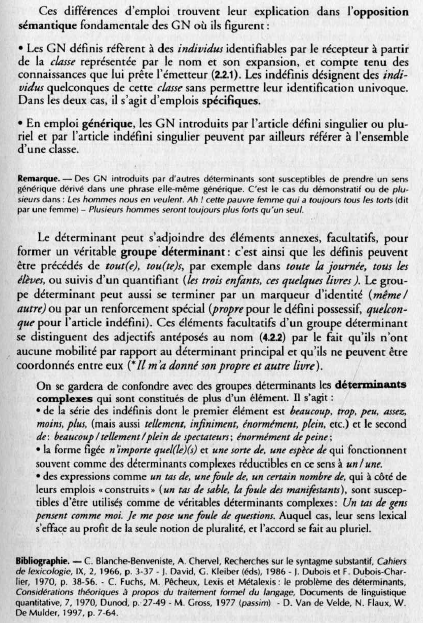 Ces différences d'emploi trouvent leur explication dans l'opposition
sémantique fondamentale des GN où ils figurent :
• Les GN définis réfèrent à des individus identifiables par le récepteur à partir
de la classe représentée par le nom et son expansion, et compte tenu des
connaissances que lui prête l'émetteur (2.2.1). Les indéfinis désignent des indi-
vidus quelconques de cette classe sans permettre leur identification univoque.
Dans les deux cas, il s'agit d'emplois spécifiques.
• En emploi générique, les GN introduits par l'article défini singulier ou plu-
riel et par l'article indéfini singulier peuvent par ailleurs référer à l'ensemble
d'une classe.
Remarque. — Des GN introduits par d'autres déterminants sont susceptibles de prendre un sens
générique dérivé dans une phrase elle-même générique. C'est le cas du démonstratif ou de plu-
sieurs dans : Les hommes nous en veulent. Ah ! cette pauvre femme qui a toujours tous les torts (dit
par une femme) – Plusieurs hommes seront toujours plus forts qu'un seul.
Le déterminant peut s'adjoindre des éléments annexes, facultatifs, pour
former un véritable groupe déterminant : c'est ainsi que les définis peuvent
être précédés de tout(e), tou(te)s, par exemple dans toute la journée, tous les
élèves, ou suivis d'un quantifiant (les trois enfants, ces quelques livres ). Le grou-
pe déterminant peut aussi se terminer par un marqueur d'identité (même /
autre) ou par un renforcement spécial (propre pour le défini possessif, quelcon-
que pour l'article indéfini). Ces éléments facultatifs d'un groupe déterminant
se distinguent des adjectifs antéposés au nom (4.2.2) par le fait qu'ils n'ont
aucune mobilité par rapport au déterminant principal et qu'ils ne peuvent être
coordonnés entre eux (*Il m'a donné son propre et autre livre).
On se gardera de confondre avec des groupes déterminants les déterminants
complexes qui sont constitués de plus d'un élément. Il s'agit :
• de la série des indéfinis dont le premier élément est beaucoup, trop, peu, assez,
moins, plus, (mais aussi tellement, infiniment, énormément, plein, etc.) et le second
de : beaucoup / tellement / plein de spectateurs ; énormément de peine ;
• la forme figée n'importe quel(le)(s) et une sorte de, une espèce de qui fonctionnent
souvent comme des déterminants complexes réductibles en ce sens à un / une.
• des expressions comme un tas de, une foule de, un certain nombre de, qui à côté de
leurs emplois « construits » (un tas de sable, la foule des manifestants), sont suscep-
tibles d'être utilisés comme de véritables déterminants complexes : Un tas de gens
pensent comme moi. Je me pose une foule de questions. Auquel cas, leur sens lexical
s'efface au profit de la seule notion de pluralité, et l'accord se fait au pluriel.
Bibliographie. — C. Blanche-Benveniste, A. Chervel, Recherches sur le syntagme substantif, Cahiers
de lexicologie, IX, 2, 1966, p. 3-37 - J. David, G. Kleiber (éds), 1986 - J. Dubois et F. Dubois-Char-
lier, 1970, p. 38-56. - C. Fuchs, M. Pêcheux, Lexis et Métalexis : le problème des déterminants,
Considérations théoriques à propos du traitement formel du langage, Documents de linguistique
quantitative, 7, 1970, Dunod, p. 27-49 - M. Gross, 1977 (passim) - D. Van de Velde, N. Flaux, W.
De Mulder, 1997, p. 7-64.